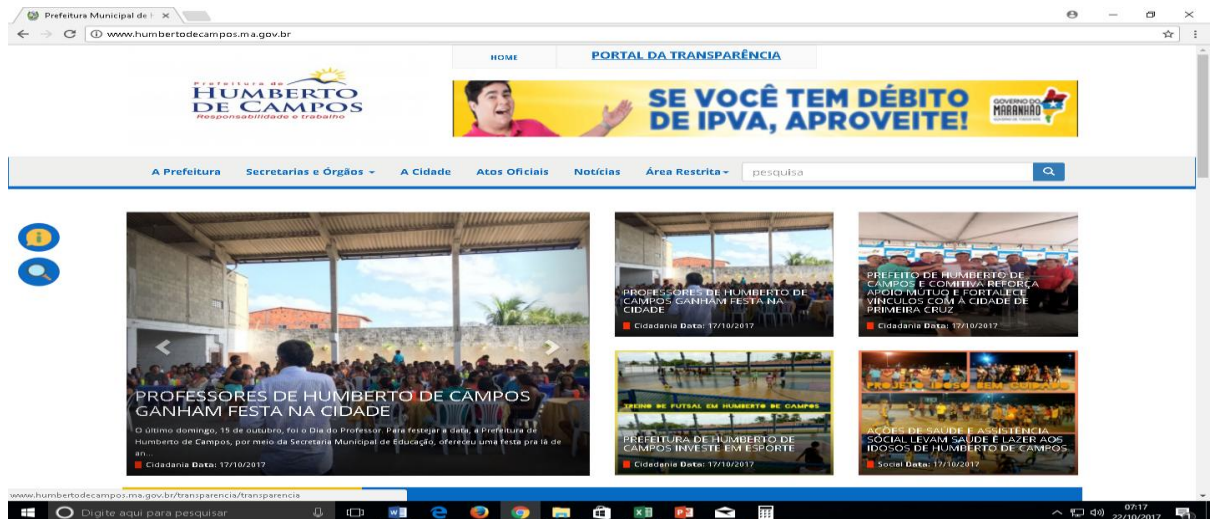 Prefeitura Municipal de H
www.humbertodecampos.ma.gov.br
HOME
PORTAL DA TRANSPARÊNCIA
Prefeitura de
HUMBERTO
DE CAMPOS
Responsabilidade e trabalho
SE VOCÊ TEM DÉBITO
DE IPVA, APROVEITE!
GOVERNO DO
MARANHÃO
A Prefeitura
Secretarias e Órgãos
A Cidade
Atos Oficiais
Notícias
Área Restrita
pesquisa
PROFESSORES DE HUMBERTO DE CAMPOS
GANHAM FESTA NA CIDADE
O último domingo, 15 de outubro, foi o Dia do Professor. Para festejar a data, a Prefeitura de
Humberto de Campos, por meio da Secretaria Municipal de Educação, ofereceu uma festa pra lá de
an...
Cidadania Data: 17/10/2017
PROFESSORES DE HUMBERTO DE
CAMPOS GANHAM FESTA NA
CIDADE
Cidadania Data: 17/10/2017
PREFEITO DE HUMBERTO DE
CAMPOS E COMITIVA REFORÇA
APOIO MÚTUO E FORTALECE
VÍNCULOS COM A CIDADE DE
PRIMEIRA CRUZ
Cidadania Data: 17/10/2017
TREINO DE FUTSAL EM HUMBERTO DE CAMPOS
PREFEITURA DE HUMBERTO DE
CAMPOS INVESTE EM ESPORTE
Cidadania Data: 17/10/2017
PROJETO IDOSO BEM CUIDADO
AÇÕES DE SAÚDE E ASSISTÊNCIA
SOCIAL LEVAM SAÚDE E LAZER AOS
IDOSOS DE HUMBERTO DE CAMPOS
Social Data: 17/10/2017
www.humbertodecampos.ma.gov.br/transparencia/transparencia
Digite aqui para pesquisar
07:17
22/10/2017